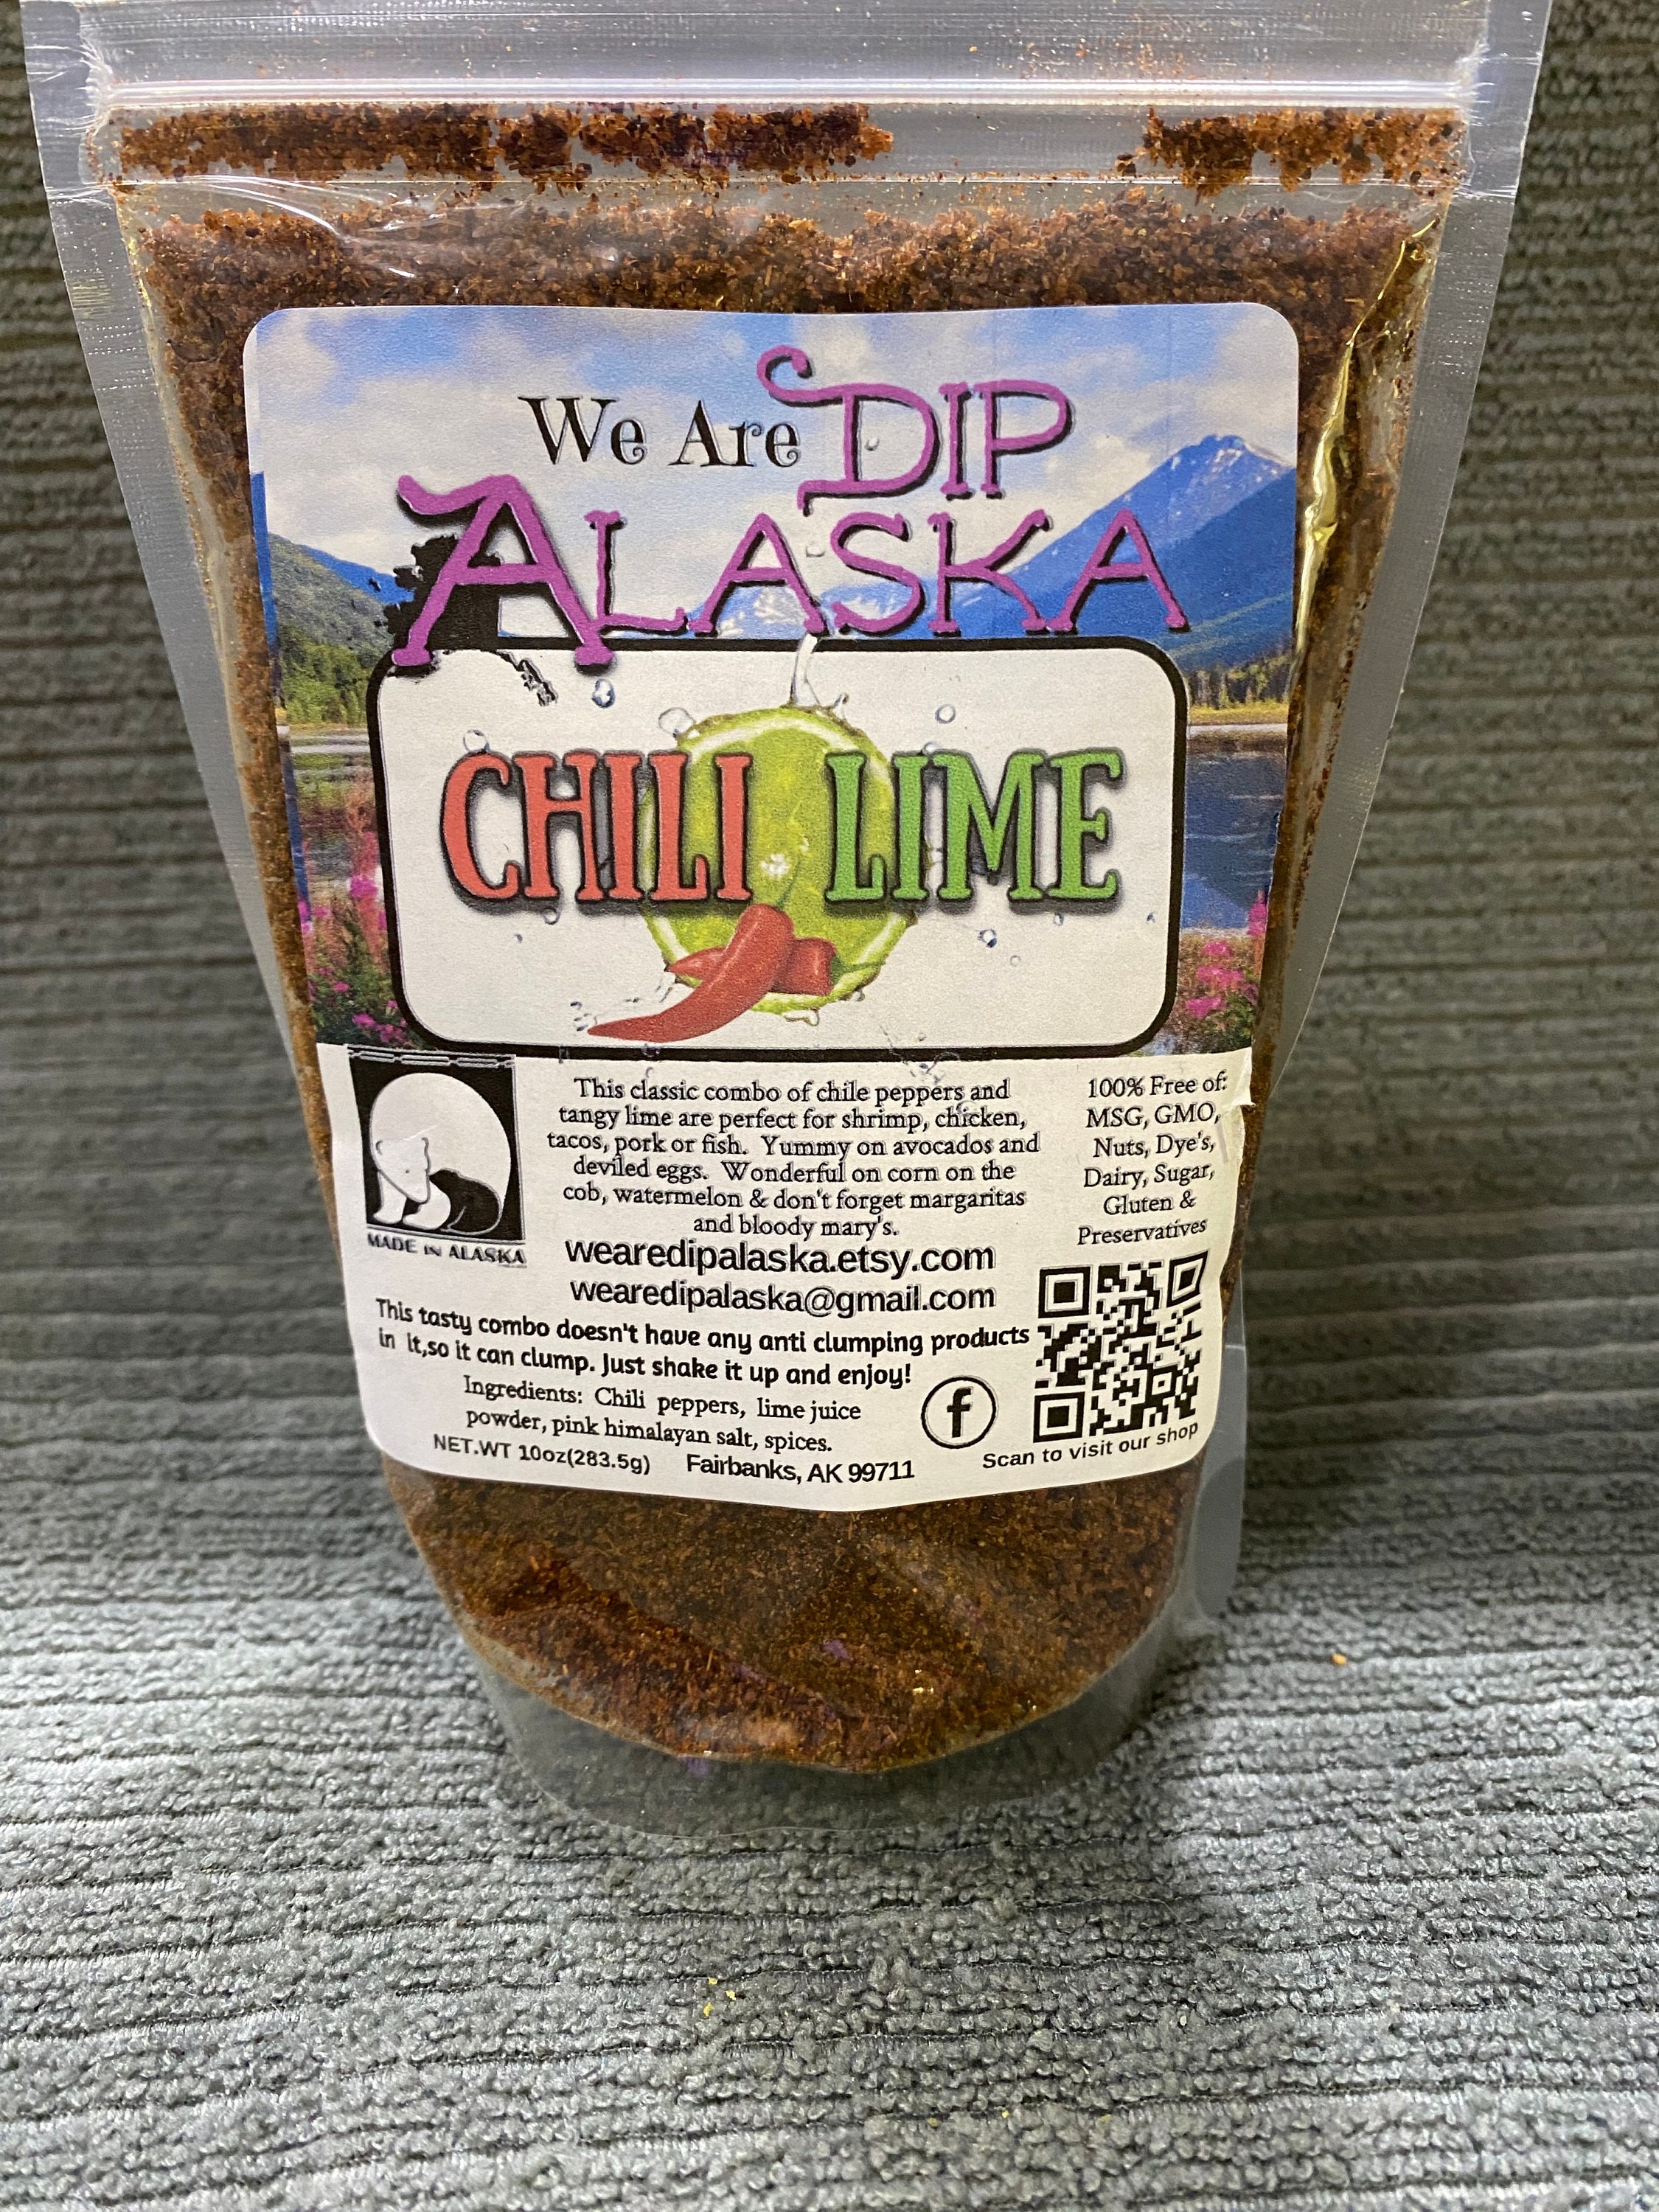 We Are DIP
ALASKA
CHILI LIME
This classic combo of chile peppers and
tangy lime are perfect for shrimp, chicken,
tacos, pork or fish. Yummy on avocados and
deviled eggs. Wonderful on corn on the
cob, watermelon & don't forget margaritas
and bloody mary's.
100% Free of:
MSG, GMO,
Nuts, Dye's,
Dairy, Sugar,
Gluten &
Preservatives
MADE IN ALASKA
wearedipalaska.etsy.com
wearedipalaska@gmail.com
This tasty combo doesn't have any anti clumping products
in it,so it can clump. Just shake it up and enjoy!
Ingredients: Chili peppers, lime juice
powder, pink himalayan salt, spices.
NET.WT 10oz(283.5g) Fairbanks, AK 99711
f
Scan to visit our shop